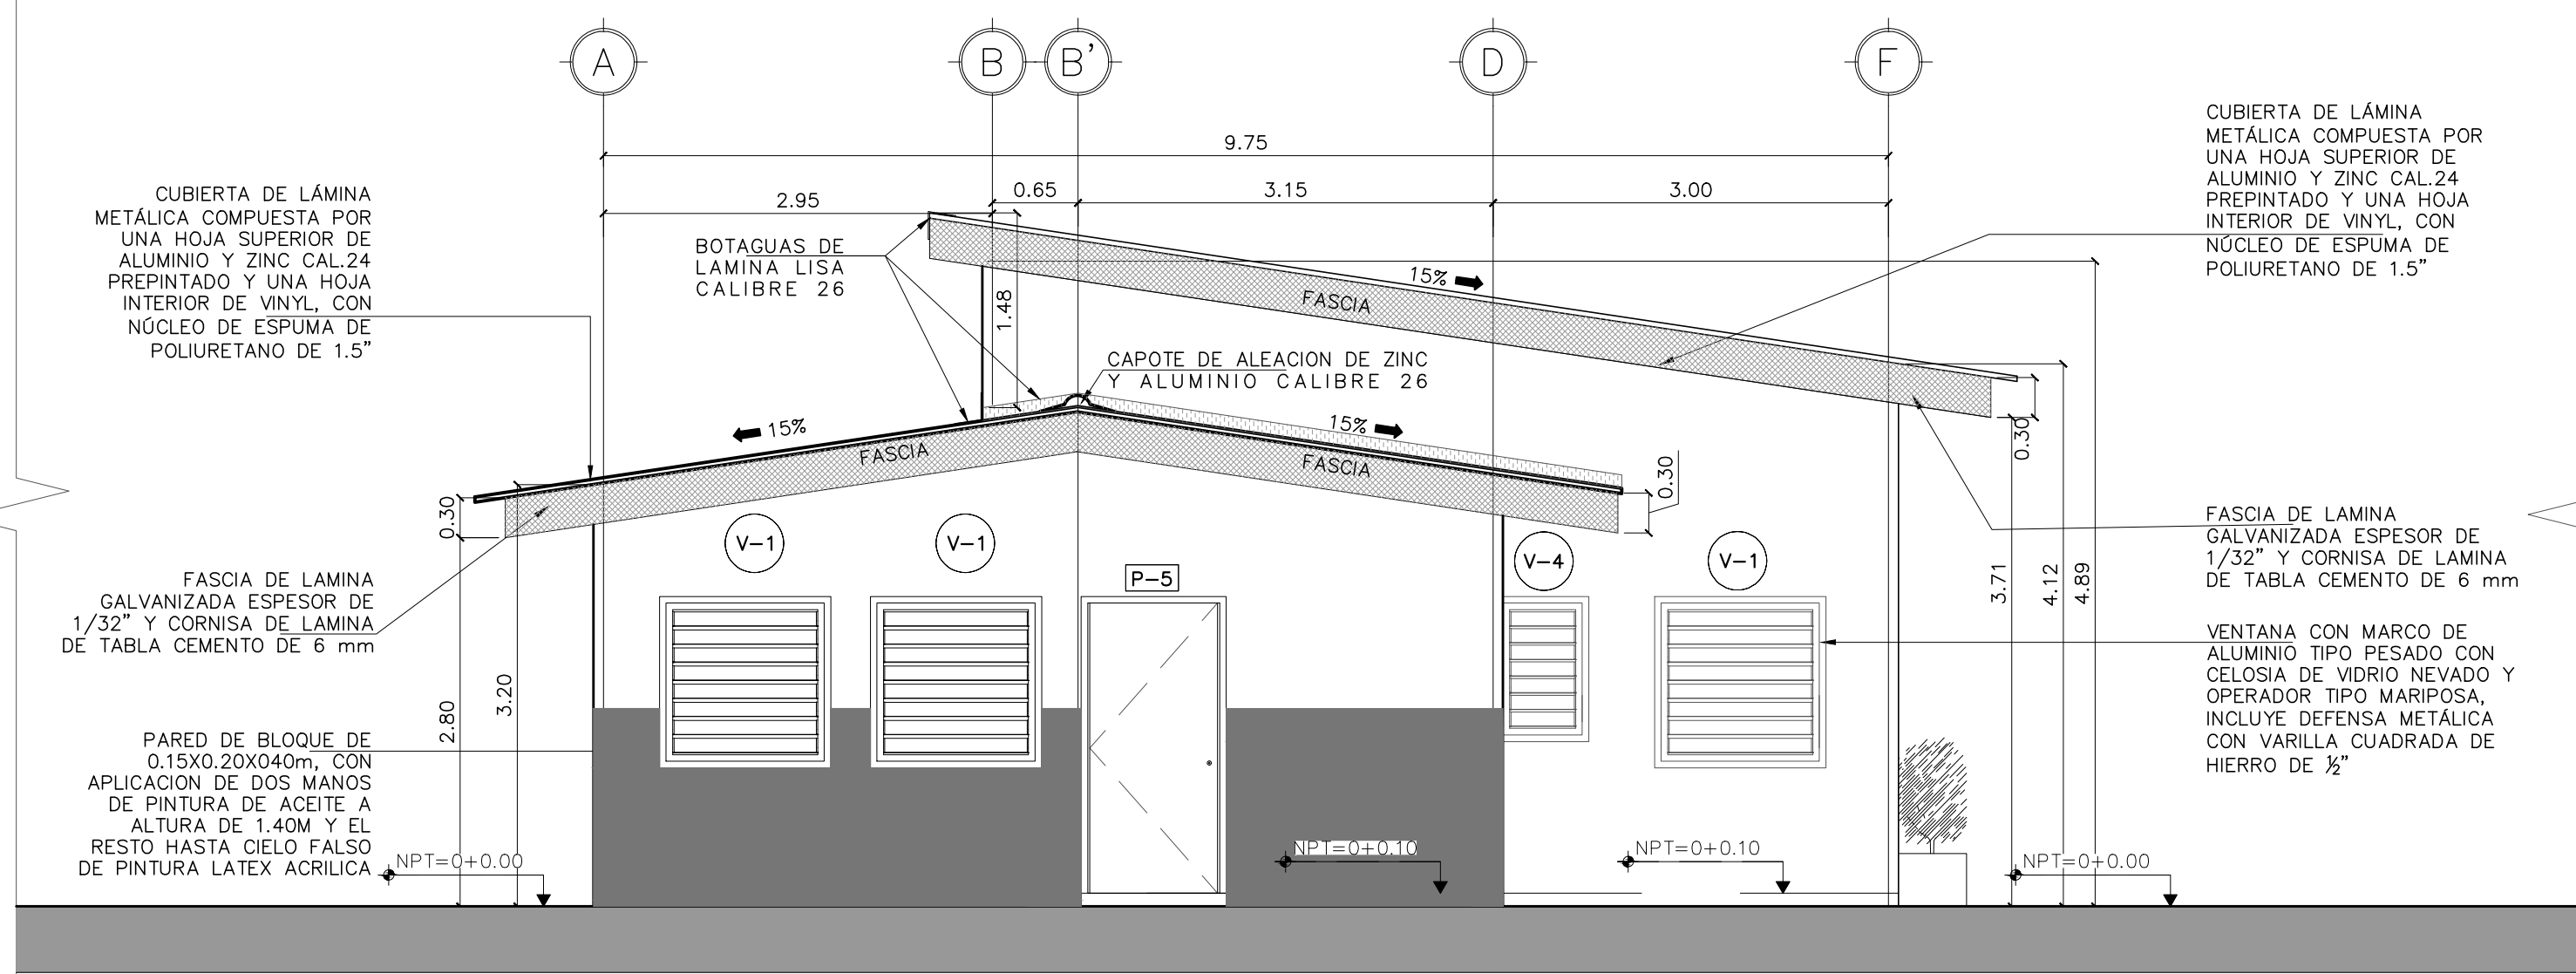 A
B
B'
D
F
9.75
2.95
0.65
3.15
3.00
CUBIERTA DE LÁMINA
METÁLICA COMPUESTA POR
UNA HOJA SUPERIOR DE
ALUMINIO Y ZINC CAL.24
PREPINTADO Y UNA HOJA
INTERIOR DE VINYL, CON
NÚCLEO DE ESPUMA DE
POLIURETANO DE 1.5”
BOTAGUAS DE
LAMINA LISA
CALIBRE 26
1.48
15%
FASCIA
CUBIERTA DE LÁMINA
METÁLICA COMPUESTA POR
UNA HOJA SUPERIOR DE
ALUMINIO Y ZINC CAL.24
PREPINTADO Y UNA HOJA
INTERIOR DE VINYL, CON
NÚCLEO DE ESPUMA DE
POLIURETANO DE 1.5”
CAPOTE DE ALEACION DE ZINC
Y ALUMINIO CALIBRE 26
15%
FASCIA
15%
FASCIA
0.30
0.30
0.30
V-1
V-1
P-5
V-4
V-1
FASCIA DE LAMINA
GALVANIZADA ESPESOR DE
1/32” Y CORNISA DE LAMINA
DE TABLA CEMENTO DE 6 mm
2.80
3.20
3.71
4.12
4.89
FASCIA DE LAMINA
GALVANIZADA ESPESOR DE
1/32” Y CORNISA DE LAMINA
DE TABLA CEMENTO DE 6 mm
VENTANA CON MARCO DE
ALUMINIO TIPO PESADO CON
CELOSIA DE VIDRIO NEVADO Y
OPERADOR TIPO MARIPOSA,
INCLUYE DEFENSA METÁLICA
CON VARILLA CUADRADA DE
HIERRO DE ½”
PARED DE BLOQUE DE
0.15X0.20X040m, CON
APLICACION DE DOS MANOS
DE PINTURA DE ACEITE A
ALTURA DE 1.40M Y EL
RESTO HASTA CIELO FALSO
DE PINTURA LATEX ACRILICA
NPT=0+0.00
NPT=0+0.10
NPT=0+0.10
NPT=0+0.00